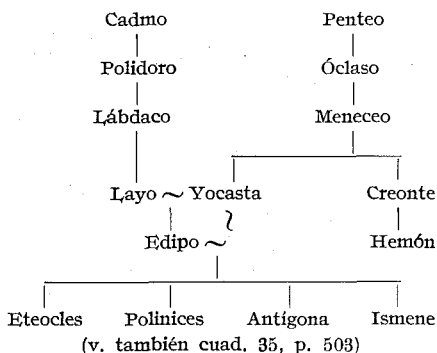 Cadmo Penteo
Polidoro Óclaso
Lábdaco Meneceo
Layo ~ Yocasta Creonte
~
Edipo ~ Hemón
Eteocles Polinices Antígona Ismene
(v. también cuad. 35, p. 503)